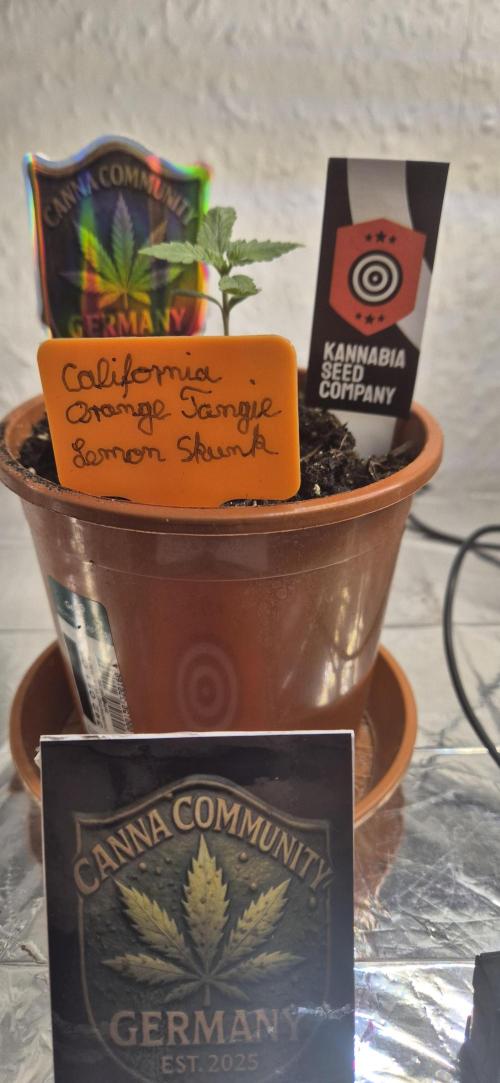 CANNA COMMUNITY
GERMANY
KANNABIA
SEED
COMPANY
California
Orange Tangie
Lemon Skunk
CANNA COMMUNITY
GERMANY
EST. 2025